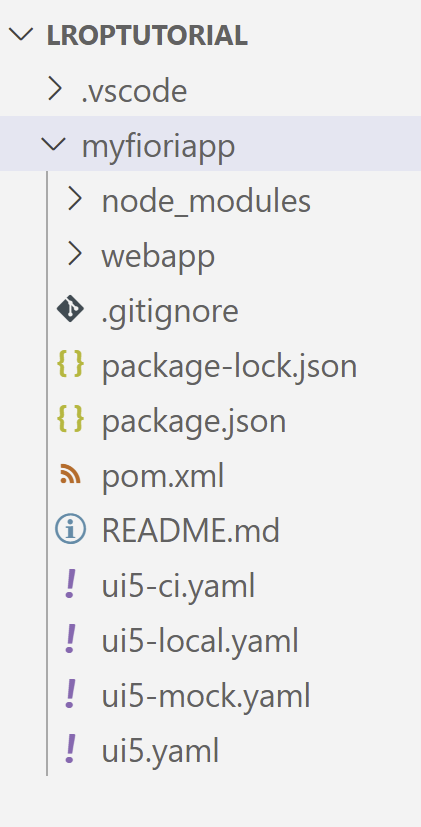 LROPTUTORIAL
.vscode
myfioriapp
node_modules
webapp
.gitignore
package-lock.json
package.json
pom.xml
README.md
ui5-ci.yaml
ui5-local.yaml
ui5-mock.yaml
ui5.yaml